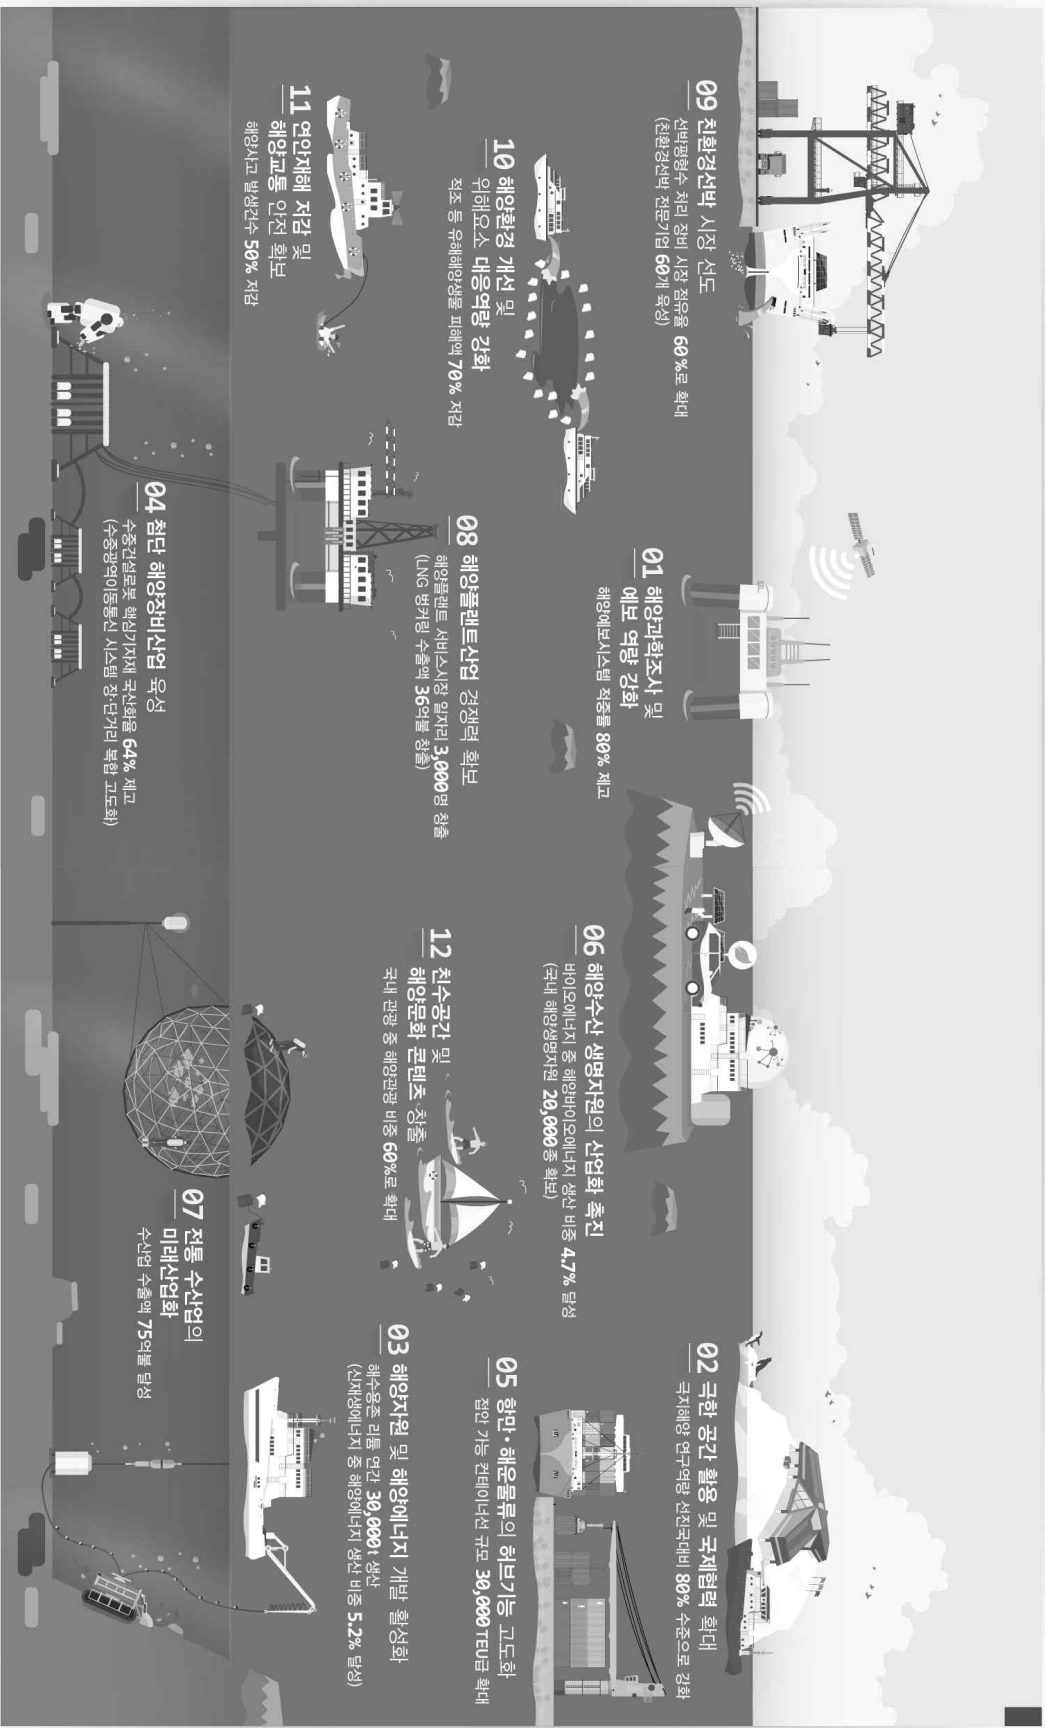 01 해양과학조사 및
예보 역량 강화
해양예보시스템 적중률 80% 제고
02 극한 공간 활용 및 국제협력 확대
극지해양 연구역량 선진국대비 80% 수준으로 강화
03 해양자원 및 해양에너지 개발 활성화
해수용존 리튬 연간 30,000t 생산
(신재생에너지 중 해양에너지 생산 비중 5.2% 달성)
04 첨단 해양장비산업 육성
수중건설로봇 핵심기자재 국산화율 64% 제고
(수중광역이동통신 시스템 장·단거리 복합 고도화)
05 항만·해운물류의 허브기능 고도화
접안 가능 컨테이너선 규모 30,000TEU급 확대
06 해양수산 생명자원의 산업화 촉진
바이오에너지 중 해양바이오에너지 생산 비중 4.7% 달성
(국내 해양생명자원 20,000종 확보)
07 전통 수산업의
미래산업화
수산업 수출액 75억불 달성
08 해양플랜트산업 경쟁력 확보
해양플랜트 서비스시장 일자리 3,000명 창출
(LNG 벙커링 수출액 36억불 창출)
09 친환경선박 시장 선도
선박평형수 처리 장비 시장 점유율 60%로 확대
(친환경선박 전문기업 60개 육성)
10 해양환경 개선 및
위해요소 대응역량 강화
적조 등 유해해양생물 피해액 70% 저감
11 연안재해 저감 및
해양교통 안전 확보
해양사고 발생건수 50% 저감
12 친수공간 및
해양문화 콘텐츠 창출
국내 관광 중 해양관광 비중 60%로 확대